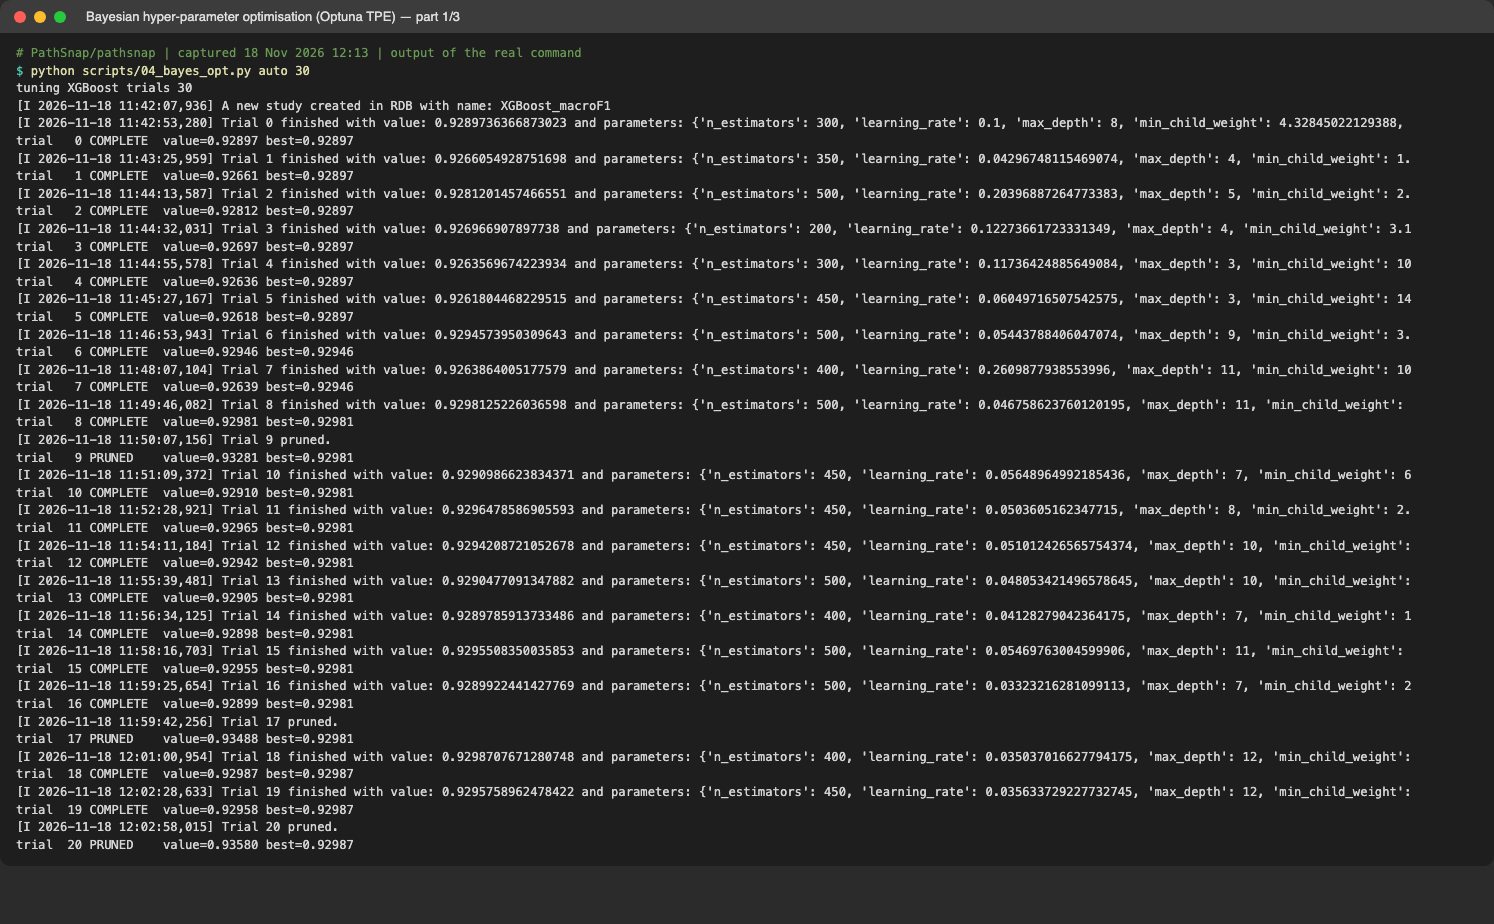 Bayesian hyper-parameter optimisation (Optuna TPE) — part 1/3
# PathSnap/pathsnap | captured 18 Nov 2026 12:13 | output of the real command
$ python scripts/04_bayes_opt.py auto 30
tuning XGBoost trials 30
[I 2026-11-18 11:42:07,936] A new study created in RDB with name: XGBoost_macroF1
[I 2026-11-18 11:42:53,280] Trial 0 finished with value: 0.9289736366873023 and parameters: {'n_estimators': 300, 'learning_rate': 0.1, 'max_depth': 8, 'min_child_weight': 4.32845022129388,
trial   0 COMPLETE  value=0.92897 best=0.92897
[I 2026-11-18 11:43:25,959] Trial 1 finished with value: 0.9266054928751698 and parameters: {'n_estimators': 350, 'learning_rate': 0.04296748115469074, 'max_depth': 4, 'min_child_weight': 1.
trial   1 COMPLETE  value=0.92661 best=0.92897
[I 2026-11-18 11:44:13,587] Trial 2 finished with value: 0.9281201457466551 and parameters: {'n_estimators': 500, 'learning_rate': 0.20396887264773383, 'max_depth': 5, 'min_child_weight': 2.
trial   2 COMPLETE  value=0.92812 best=0.92897
[I 2026-11-18 11:44:32,031] Trial 3 finished with value: 0.926966907897738 and parameters: {'n_estimators': 200, 'learning_rate': 0.12273661723331349, 'max_depth': 4, 'min_child_weight': 3.1
trial   3 COMPLETE  value=0.92697 best=0.92897
[I 2026-11-18 11:44:55,578] Trial 4 finished with value: 0.9263569674223934 and parameters: {'n_estimators': 300, 'learning_rate': 0.11736424885649084, 'max_depth': 3, 'min_child_weight': 10
trial   4 COMPLETE  value=0.92636 best=0.92897
[I 2026-11-18 11:45:27,167] Trial 5 finished with value: 0.9261804468229515 and parameters: {'n_estimators': 450, 'learning_rate': 0.06049716507542575, 'max_depth': 3, 'min_child_weight': 14
trial   5 COMPLETE  value=0.92618 best=0.92897
[I 2026-11-18 11:46:53,943] Trial 6 finished with value: 0.9294573950309643 and parameters: {'n_estimators': 500, 'learning_rate': 0.05443788406047074, 'max_depth': 9, 'min_child_weight': 3.
trial   6 COMPLETE  value=0.92946 best=0.92946
[I 2026-11-18 11:48:07,104] Trial 7 finished with value: 0.9263864005177579 and parameters: {'n_estimators': 400, 'learning_rate': 0.2609877938553996, 'max_depth': 11, 'min_child_weight': 10
trial   7 COMPLETE  value=0.92639 best=0.92946
[I 2026-11-18 11:49:46,082] Trial 8 finished with value: 0.9298125226036598 and parameters: {'n_estimators': 500, 'learning_rate': 0.046758623760120195, 'max_depth': 11, 'min_child_weight':
trial   8 COMPLETE  value=0.92981 best=0.92981
[I 2026-11-18 11:50:07,156] Trial 9 pruned.
trial   9 PRUNED    value=0.93281 best=0.92981
[I 2026-11-18 11:51:09,372] Trial 10 finished with value: 0.9290986623834371 and parameters: {'n_estimators': 450, 'learning_rate': 0.05648964992185436, 'max_depth': 7, 'min_child_weight': 6
trial  10 COMPLETE  value=0.92910 best=0.92981
[I 2026-11-18 11:52:28,921] Trial 11 finished with value: 0.9296478586905593 and parameters: {'n_estimators': 450, 'learning_rate': 0.0503605162347715, 'max_depth': 8, 'min_child_weight': 2.
trial  11 COMPLETE  value=0.92965 best=0.92981
[I 2026-11-18 11:54:11,184] Trial 12 finished with value: 0.9294208721052678 and parameters: {'n_estimators': 450, 'learning_rate': 0.051012426565754374, 'max_depth': 10, 'min_child_weight':
trial  12 COMPLETE  value=0.92942 best=0.92981
[I 2026-11-18 11:55:39,481] Trial 13 finished with value: 0.9290477091347882 and parameters: {'n_estimators': 500, 'learning_rate': 0.048053421496578645, 'max_depth': 10, 'min_child_weight':
trial  13 COMPLETE  value=0.92905 best=0.92981
[I 2026-11-18 11:56:34,125] Trial 14 finished with value: 0.9289785913733486 and parameters: {'n_estimators': 400, 'learning_rate': 0.04128279042364175, 'max_depth': 7, 'min_child_weight': 1
trial  14 COMPLETE  value=0.92898 best=0.92981
[I 2026-11-18 11:58:16,703] Trial 15 finished with value: 0.9295508350035853 and parameters: {'n_estimators': 500, 'learning_rate': 0.05469763004599906, 'max_depth': 11, 'min_child_weight':
trial  15 COMPLETE  value=0.92955 best=0.92981
[I 2026-11-18 11:59:25,654] Trial 16 finished with value: 0.9289922441427769 and parameters: {'n_estimators': 500, 'learning_rate': 0.03323216281099113, 'max_depth': 7, 'min_child_weight': 2
trial  16 COMPLETE  value=0.92899 best=0.92981
[I 2026-11-18 11:59:42,256] Trial 17 pruned.
trial  17 PRUNED    value=0.93488 best=0.92981
[I 2026-11-18 12:01:00,954] Trial 18 finished with value: 0.9298707671280748 and parameters: {'n_estimators': 400, 'learning_rate': 0.035037016627794175, 'max_depth': 12, 'min_child_weight':
trial  18 COMPLETE  value=0.92987 best=0.92987
[I 2026-11-18 12:02:28,633] Trial 19 finished with value: 0.9295758962478422 and parameters: {'n_estimators': 450, 'learning_rate': 0.035633729227732745, 'max_depth': 12, 'min_child_weight':
trial  19 COMPLETE  value=0.92958 best=0.92987
[I 2026-11-18 12:02:58,015] Trial 20 pruned.
trial  20 PRUNED    value=0.93580 best=0.92987